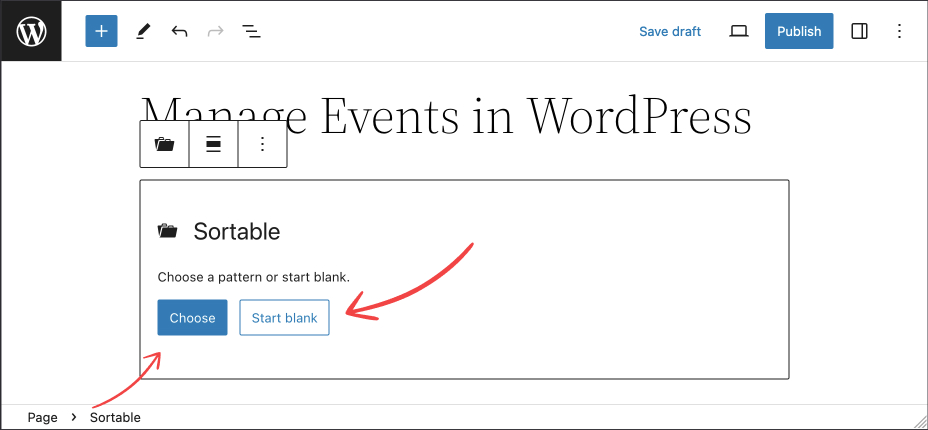 Save draft
Publish
Manage Events in WordPress
Sortable
Choose a pattern or start blank.
Choose
Start blank
Page
Sortable